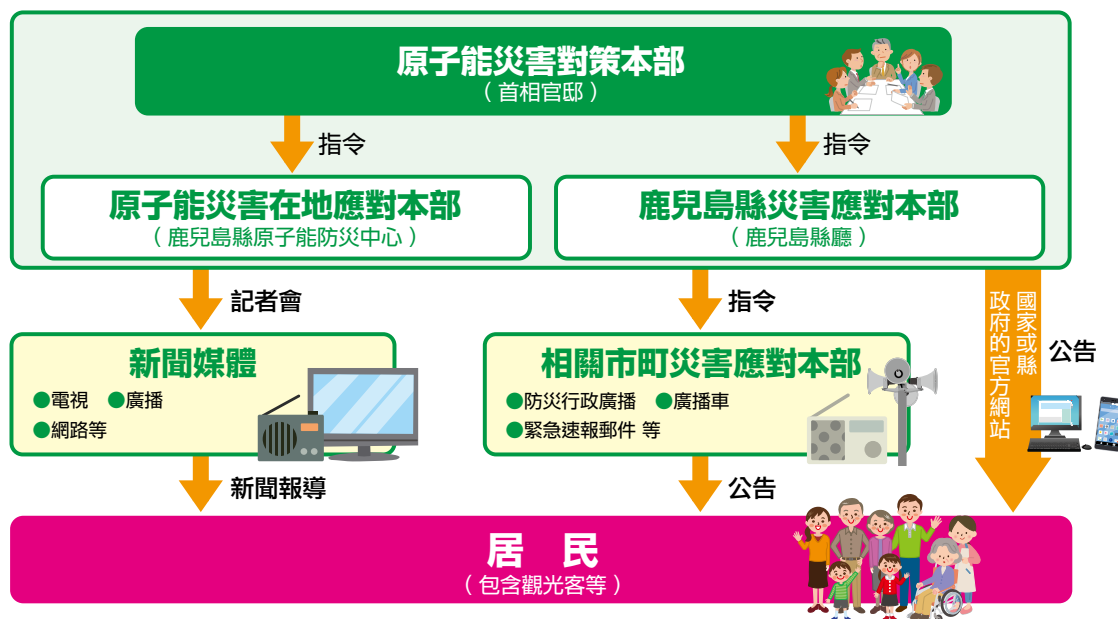 原子能災害對策本部
（首相官邸）
指令
指令
原子能災害在地應對本部
（鹿兒島縣原子能防災中心）
鹿兒島縣災害應對本部
（鹿兒島縣廳）
記者會
指令
國家或縣
政府的官方網站
公告
新聞媒體
●電視 ●廣播
●網路等
相關市町災害應對本部
●防災行政廣播 ●廣播車
●緊急速報郵件 等
新聞報導
公告
居 民
（包含觀光客等）